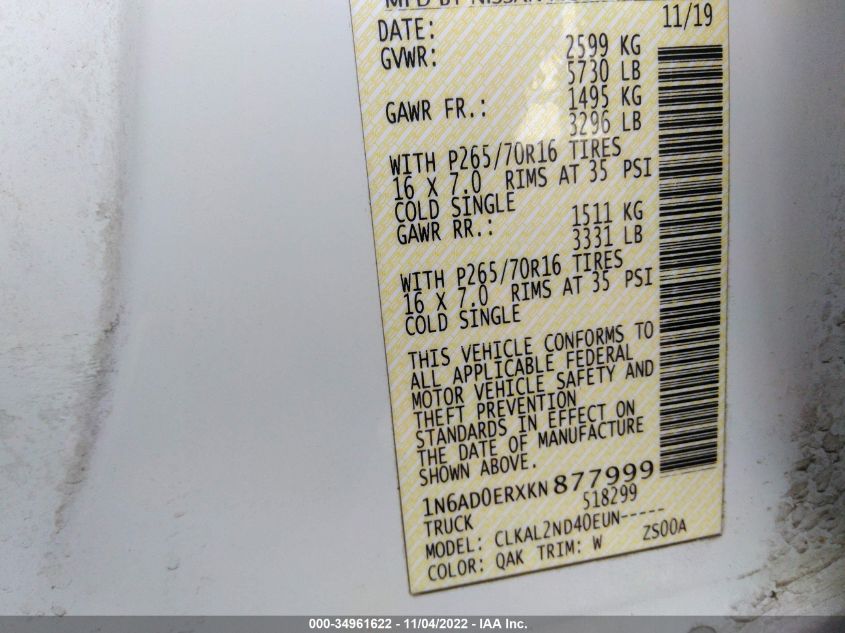 MFD BY NISSAN
DATE: 11/19
GVWR: 2599 KG
5730 LB
GAWR FR.: 1495 KG
3296 LB
WITH P265/70R16 TIRES
16 X 7.0 RIMS AT 35 PSI
COLD SINGLE
GAWR RR.: 1511 KG
3331 LB
WITH P265/70R16 TIRES
16 X 7.0 RIMS AT 35 PSI
COLD SINGLE
THIS VEHICLE CONFORMS TO
ALL APPLICABLE FEDERAL
MOTOR VEHICLE SAFETY AND
THEFT PREVENTION
STANDARDS IN EFFECT ON
THE DATE OF MANUFACTURE
SHOWN ABOVE.
1N6AD0ERXKN877999
TRUCK 518299
MODEL: CLKAL2ND40EUN-----
COLOR: QAK TRIM: W ZS00A
000-34961622 - 11/04/2022 - IAA Inc.